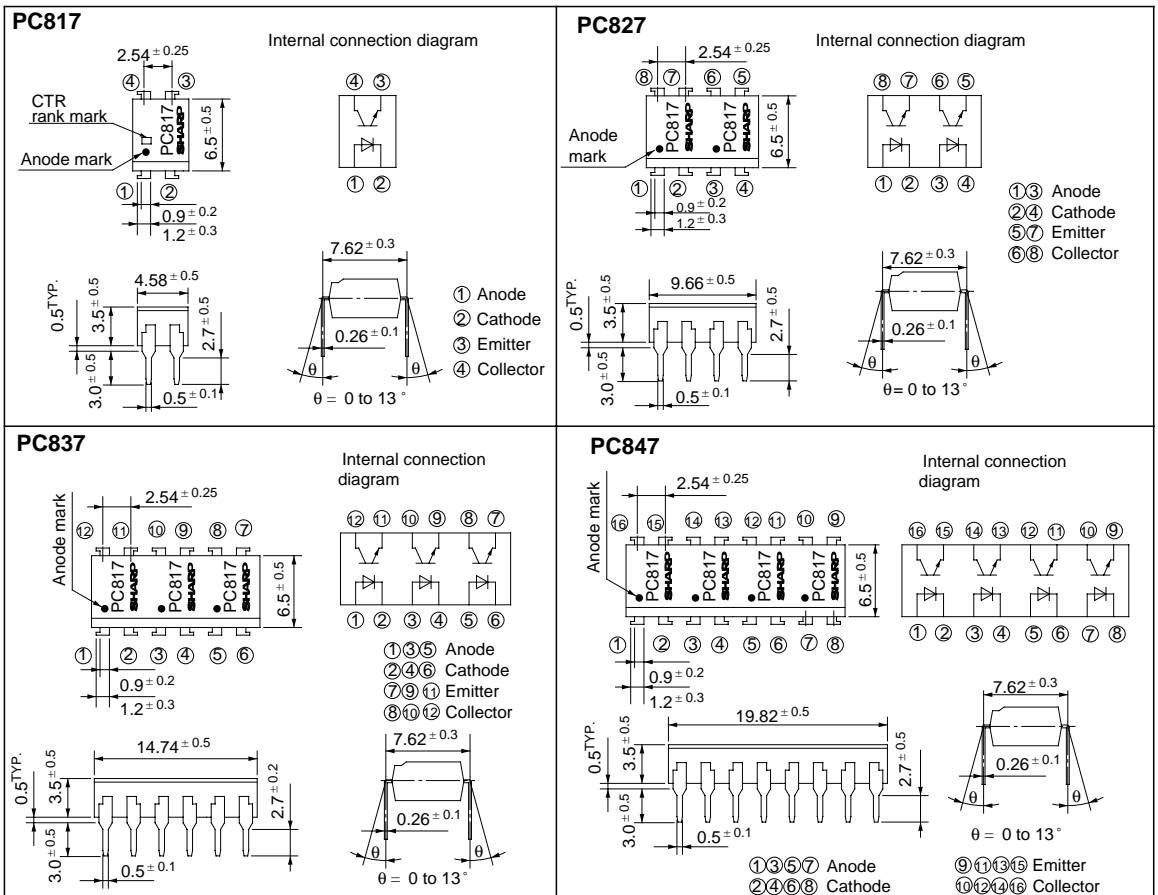 PC817
Internal connection diagram
2.54 ± 0.25
④ ③
④ ③
CTR
rank mark
Anode mark
PC817
SHARP
6.5 ± 0.5
① ②
① ②
0.9 ± 0.2
1.2 ± 0.3
4.58 ± 0.5
0.5 TYP.
3.5 ± 0.5
3.0 ± 0.5
2.7 ± 0.5
0.5 ± 0.1
7.62 ± 0.3
0.26 ± 0.1
θ θ
θ = 0 to 13 °
① Anode
② Cathode
③ Emitter
④ Collector
PC827
Internal connection diagram
2.54 ± 0.25
⑧ ⑦ ⑥ ⑤
⑧ ⑦ ⑥ ⑤
Anode
mark
PC817
SHARP
PC817
SHARP
6.5 ± 0.5
① ② ③ ④
① ② ③ ④
0.9 ± 0.2
1.2 ± 0.3
①③ Anode
②④ Cathode
⑤⑦ Emitter
⑥⑧ Collector
9.66 ± 0.5
0.5 TYP.
3.5 ± 0.5
3.0 ± 0.5
2.7 ± 0.5
0.5 ± 0.1
7.62 ± 0.3
0.26 ± 0.1
θ θ
θ= 0 to 13 °
PC837
Internal connection
diagram
Anode mark
2.54 ± 0.25
⑫ ⑪ ⑩ ⑨ ⑧ ⑦
⑫ ⑪ ⑩ ⑨ ⑧ ⑦
PC817
SHARP
PC817
SHARP
PC817
SHARP
6.5 ± 0.5
① ② ③ ④ ⑤ ⑥
① ② ③ ④ ⑤ ⑥
0.9 ± 0.2
1.2 ± 0.3
①③⑤ Anode
②④⑥ Cathode
⑦⑨⑪ Emitter
⑧⑩⑫ Collector
14.74 ± 0.5
0.5 TYP.
3.5 ± 0.5
3.0 ± 0.5
2.7 ± 0.2
0.5 ± 0.1
7.62 ± 0.3
0.26 ± 0.1
θ θ
θ = 0 to 13 °
PC847
Internal connection
diagram
Anode mark
2.54 ± 0.25
⑯ ⑮ ⑭ ⑬ ⑫ ⑪ ⑩ ⑨
⑯ ⑮ ⑭ ⑬ ⑫ ⑪ ⑩ ⑨
PC817
SHARP
PC817
SHARP
PC817
SHARP
PC817
SHARP
6.5 ± 0.5
① ② ③ ④ ⑤ ⑥ ⑦ ⑧
① ② ③ ④ ⑤ ⑥ ⑦ ⑧
0.9 ± 0.2
1.2 ± 0.3
19.82 ± 0.5
0.5 TYP.
3.5 ± 0.5
3.0 ± 0.5
2.7 ± 0.5
0.5 ± 0.1
7.62 ± 0.3
0.26 ± 0.1
θ θ
θ = 0 to 13 °
①③⑤⑦ Anode
②④⑥⑧ Cathode
⑨⑪⑬⑮ Emitter
⑩⑫⑭⑯ Collector